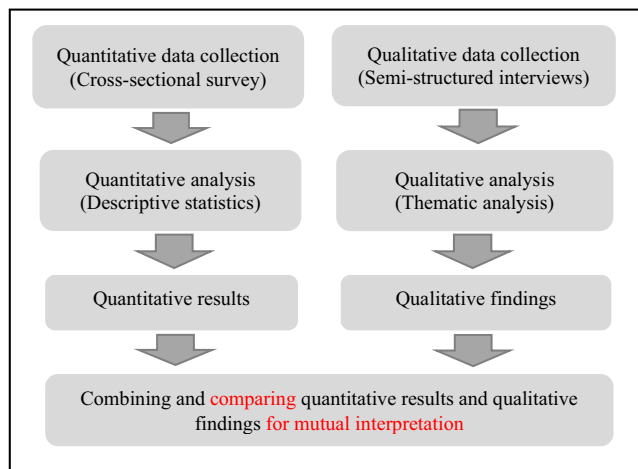 Quantitative data collection
(Cross-sectional survey)
Qualitative data collection
(Semi-structured interviews)
Quantitative analysis
(Descriptive statistics)
Qualitative analysis
(Thematic analysis)
Quantitative results
Qualitative findings
Combining and comparing quantitative results and qualitative
findings for mutual interpretation